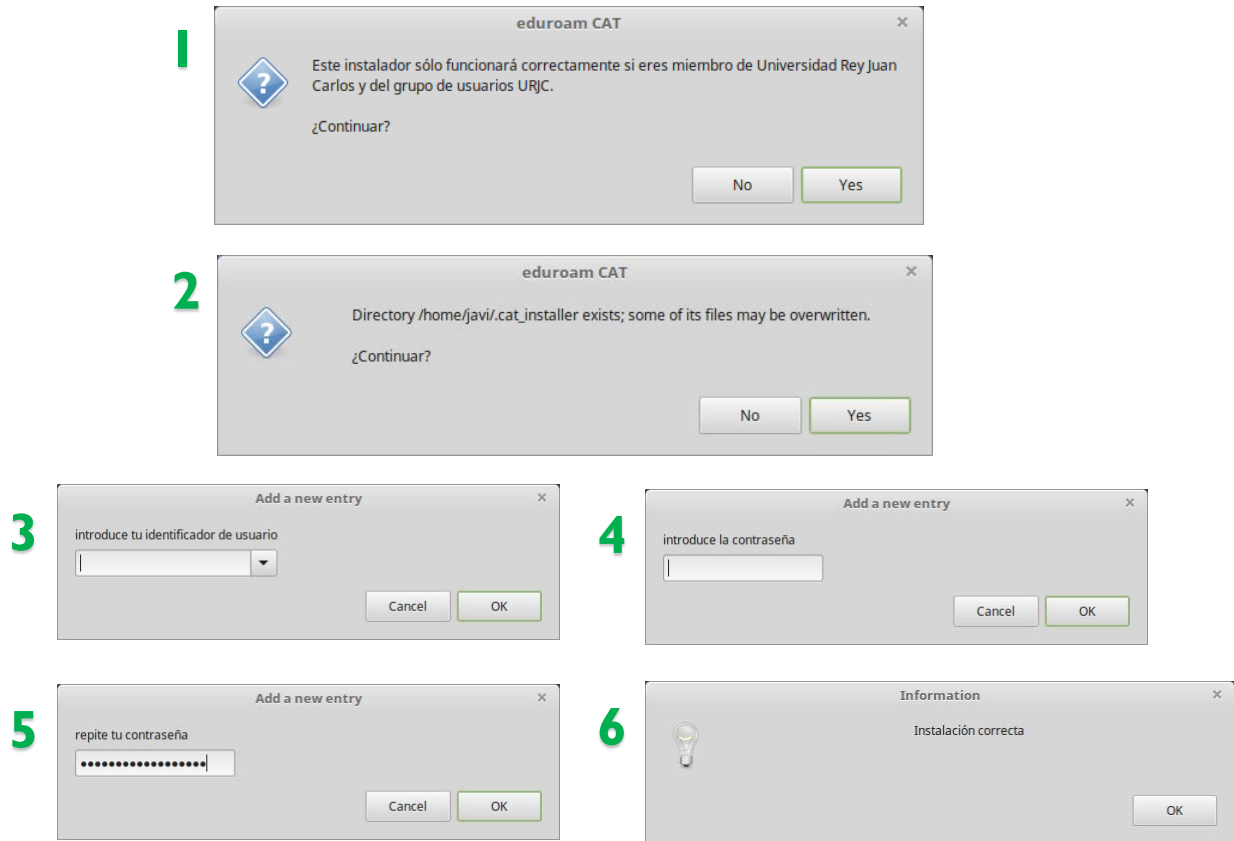 1
eduroam CAT
Este instalador sólo funcionará correctamente si eres miembro de Universidad Rey Juan
Carlos y del grupo de usuarios URJC.
¿Continuar?
No
Yes
2
eduroam CAT
Directory /home/javi/.cat_installer exists; some of its files may be overwritten.
¿Continuar?
No
Yes
3
Add a new entry
introduce tu identificador de usuario
Cancel
OK
4
Add a new entry
introduce la contraseña
Cancel
OK
5
Add a new entry
repite tu contraseña
••••••••••••••••••
Cancel
OK
6
Information
Instalación correcta
OK